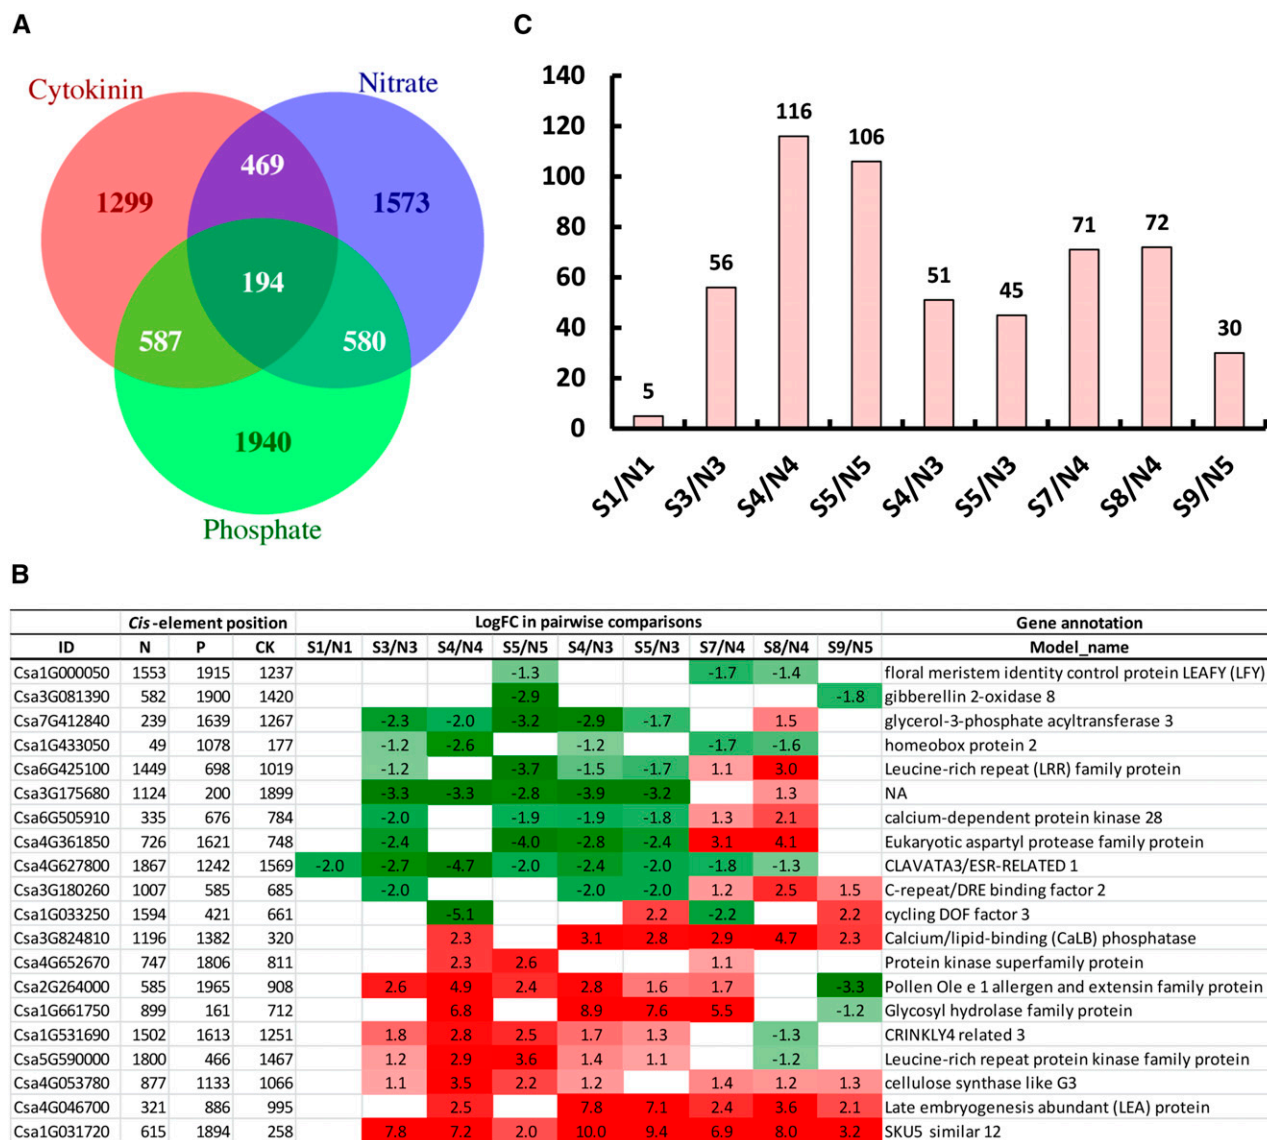 A
Cytokinin
Nitrate
469
1299
1573
194
587
580
1940
Phosphate
C
140
120
100
80
60
40
20
0
5
56
116
106
51
45
71
72
30
S1/N1
S3/N3
S4/N4
S5/N5
S4/N3
S5/N3
S7/N4
S8/N4
S9/N5
B
Cis-element position LogFC in pairwise comparisons Gene annotation
ID N P CK S1/N1 S3/N3 S4/N4 S5/N5 S4/N3 S5/N3 S7/N4 S8/N4 S9/N5 Model_name
Csa1G000050 1553 1915 1237 -1.3 -1.7 -1.4 floral meristem identity control protein LEAFY (LFY)
Csa3G081390 582 1900 1420 -2.9 -1.8 gibberellin 2-oxidase 8
Csa7G412840 239 1639 1267 -2.3 -2.0 -3.2 -2.9 -1.7 1.5 glycerol-3-phosphate acyltransferase 3
Csa1G433050 49 1078 177 -1.2 -2.6 -1.2 -1.7 -1.6 homeobox protein 2
Csa6G425100 1449 698 1019 -1.2 -3.7 -1.5 -1.7 1.1 3.0 Leucine-rich repeat (LRR) family protein
Csa3G175680 1124 200 1899 -3.3 -3.3 -2.8 -3.9 -3.2 1.3 NA
Csa6G505910 335 676 784 -2.0 -1.9 -1.9 -1.8 1.3 2.1 calcium-dependent protein kinase 28
Csa4G361850 726 1621 748 -2.4 -4.0 -2.8 -2.4 3.1 4.1 Eukaryotic aspartyl protease family protein
Csa4G627800 1867 1242 1569 -2.0 -2.7 -4.7 -2.0 -2.4 -2.0 -1.8 -1.3 CLAVATA3/ESR-RELATED 1
Csa3G180260 1007 585 685 -2.0 -2.0 -2.0 1.2 2.5 1.5 C-repeat/DRE binding factor 2
Csa1G033250 1594 421 661 -5.1 2.2 -2.2 2.2 cycling DOF factor 3
Csa3G824810 1196 1382 320 2.3 3.1 2.8 2.9 4.7 2.3 Calcium/lipid-binding (CaLB) phosphatase
Csa4G652670 747 1806 811 2.3 2.6 1.1 Protein kinase superfamily protein
Csa2G264000 585 1965 908 2.6 4.9 2.4 2.8 1.6 1.7 -3.3 Pollen Ole e 1 allergen and extensin family protein
Csa1G661750 899 161 712 6.8 8.9 7.6 5.5 -1.2 Glycosyl hydrolase family protein
Csa1G531690 1502 1613 1251 1.8 2.8 2.5 1.7 1.3 -1.3 CRINKLY4 related 3
Csa5G590000 1800 466 1467 1.2 2.9 3.6 1.4 1.1 -1.2 Leucine-rich repeat protein kinase family protein
Csa4G053780 877 1133 1066 1.1 3.5 2.2 1.2 1.4 1.2 1.3 cellulose synthase like G3
Csa4G046700 321 886 995 2.5 7.8 7.1 2.4 3.6 2.1 Late embryogenesis abundant (LEA) protein
Csa1G031720 615 1894 258 7.8 7.2 2.0 10.0 9.4 6.9 8.0 3.2 SKU5 similar 12